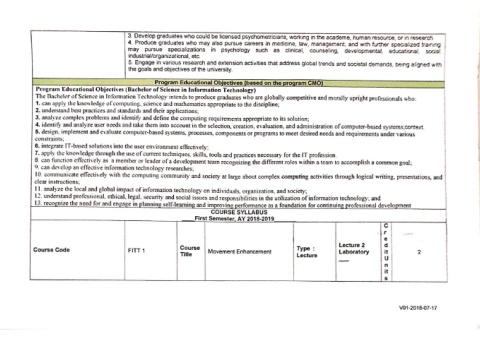 3. Develop graduates who could be licensed psychometricians, working in the academe, human resource, or in research
4. Produce graduates who may also pursue careers in medicine, law, management; and with further specialized training
may pursue specializations in psychology such as clinical, counseling, developmental, educational, social
industrial/organizational, etc.
5. Engage in various research and extension activities that address global trends and societal demands, being aligned with
the goals and objectives of the university.
Program Educational Objectives (based on the program CMO)
Program Educational Objectives (Bachelor of Science in Information Technology)
The Bachelor of Science in Information Technology intends to produce graduates who are globally competitive and morally upright professionals who:
1. can apply the knowledge of computing, science and mathematics appropriate to the discipline;
2. understand best practices and standards and their applications;
3. analyze complex problems and identify and define the computing requirements appropriate to its solution;
4. identify and analyze user needs and take them into account in the selection, creation, evaluation, and administration of computer-based systems;context
5. design, implement and evaluate computer-based systems, processes, components or programs to meet desired needs and requirements under various
constraints;
6. integrate IT-based solutions into the user environment effectively;
7. apply the knowledge through the use of current techniques, skills, tools and practices necessary for the IT profession
8. can function effectively as a member or leader of a development team recognizing the different roles within a team to accomplish a common goal;
9. can develop an effective information technology researches;
10. communicate effectively with the computing community and society at large about complex computing activities through logical writing, presentations, and
clear instructions;
11. analyze the local and global impact of information technology on individuals, organization, and society;
12. understand professional, ethical, legal, security and social issues and responsibilities in the utilization of information technology; and
13. recognize the need for and engage in planning self-learning and improving performance as a foundation for continuing professional development
COURSE SYLLABUS
First Semester, AY 2018-2019
Course Code
FITT 1
Course
Title
Movement Enhancement
Type :
Lecture
Lecture 2
Laboratory
C
r
e
d
it
U
n
it
s
2
V01-2018-07-17